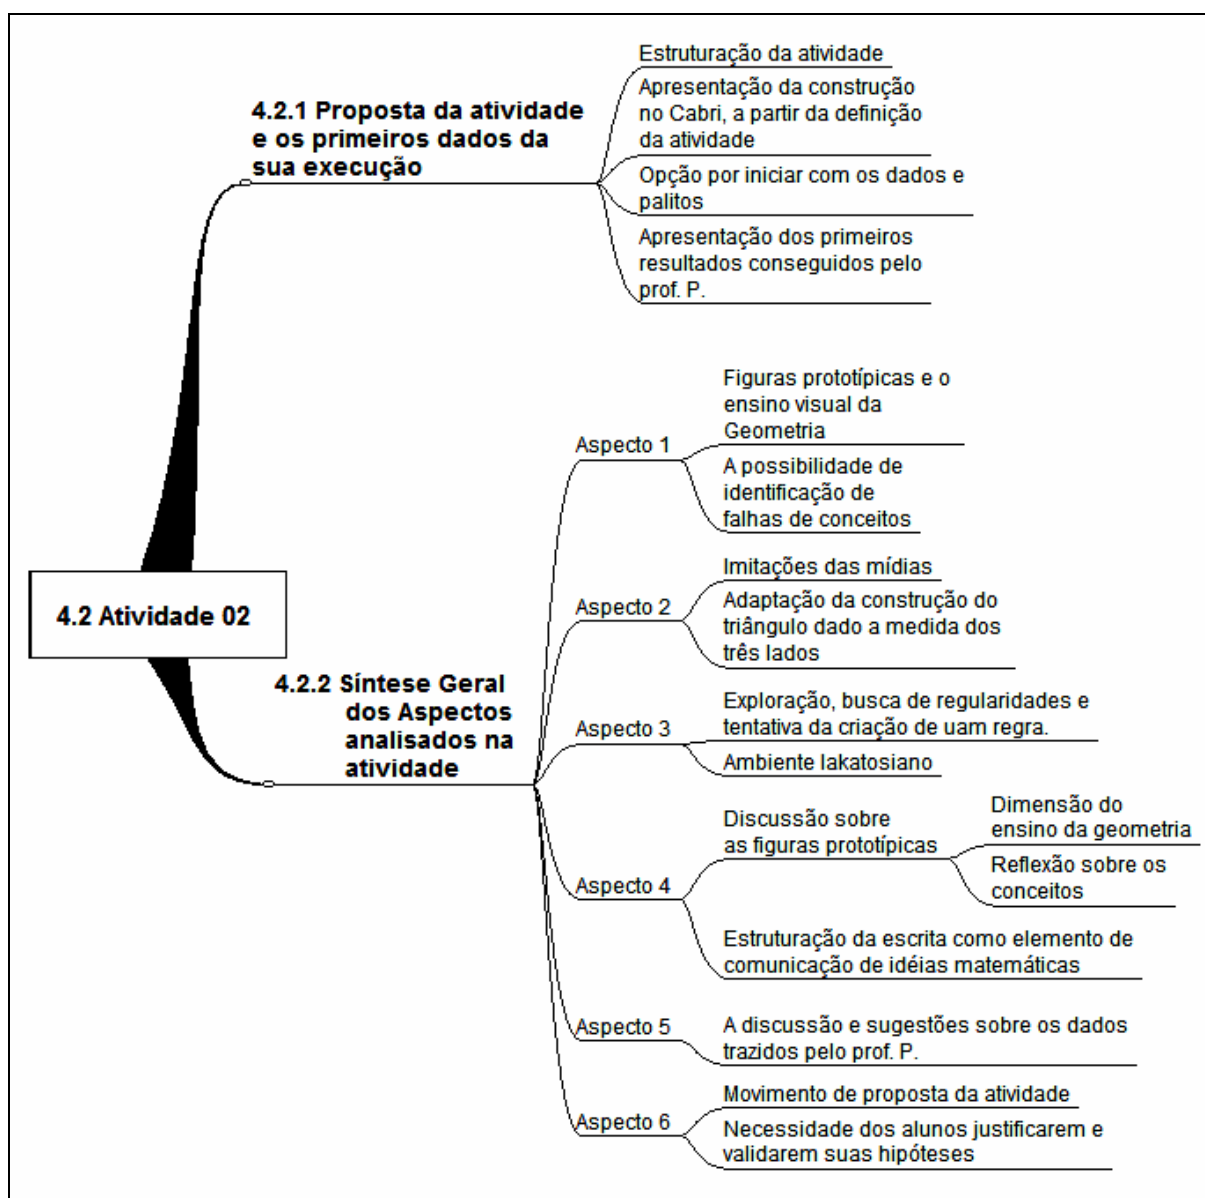 Estruturação da atividade
4.2.1 Proposta da atividade
e os primeiros dados da
sua execução
Apresentação da construção
no Cabri, a partir da definição
da atividade
Opção por iniciar com os dados e
palitos
Apresentação dos primeiros
resultados conseguidos pelo
prof. P.
4.2 Atividade 02
4.2.2 Síntese Geral
dos Aspectos
analisados na
atividade
Aspecto 1
Figuras prototípicas e o
ensino visual da
Geometria
A possibilidade de
identificação de
falhas de conceitos
Aspecto 2
Imitações das mídias
Adaptação da construção do
triângulo dado a medida dos
três lados
Aspecto 3
Exploração, busca de regularidades e
tentativa da criação de uam regra.
Ambiente lakatosiano
Aspecto 4
Discussão sobre
as figuras prototípicas
Dimensão do
ensino da geometria
Reflexão sobre os
conceitos
Estruturação da escrita como elemento de
comunicação de idéias matemáticas
Aspecto 5
A discussão e sugestões sobre os dados
trazidos pelo prof. P.
Aspecto 6
Movimento de proposta da atividade
Necessidade dos alunos justificarem e
validarem suas hipóteses